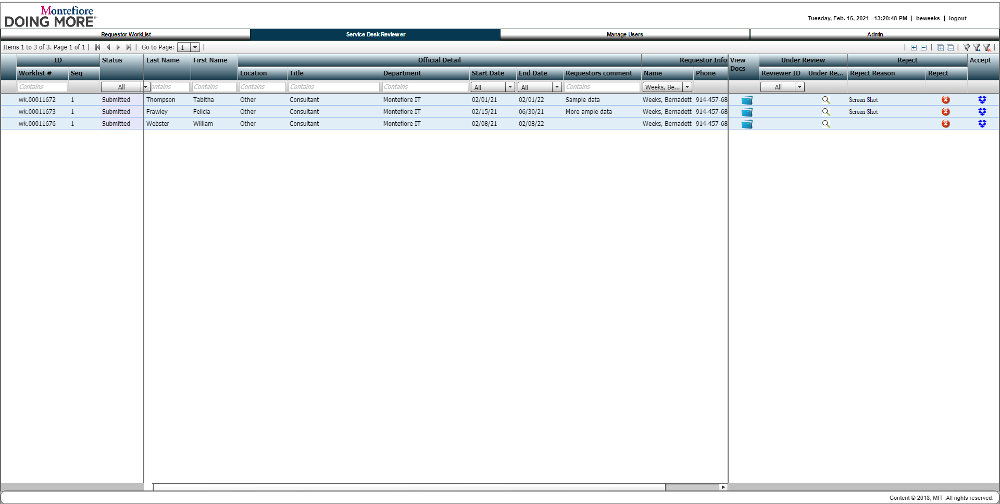 Montefiore
DOING MORE℠
Tuesday, Feb. 16, 2021 - 13:20:48 PM | beweeks | logout
Requestor WorkList Service Desk Reviewer Manage Users Admin
Items 1 to 3 of 3. Page 1 of 1 | Go to Page: 1 |
ID Status Last Name First Name Official Detail Requestor Info View Docs Under Review Reject Accept
Worklist # Seq Location Title Department Start Date End Date Requestors comment Name Phone Reviewer ID Under Re... Reject Reason Reject
Contains All ontains Contains Contains Contains Contains All All Contains Weeks, Be... All
wk.00011672 1 Submitted Thompson Tabitha Other Consultant Montefiore IT 02/01/21 02/01/22 Sample data Weeks, Bernadett 914-457-68 Screen Shot
wk.00011673 1 Submitted Frawley Felicia Other Consultant Montefiore IT 02/15/21 06/30/21 More ample data Weeks, Bernadett 914-457-68 Screen Shot
wk.00011676 1 Submitted Webster William Other Consultant Montefiore IT 02/08/21 02/08/22 Weeks, Bernadett 914-457-68
Content © 2018, MIT .All rights reserved.